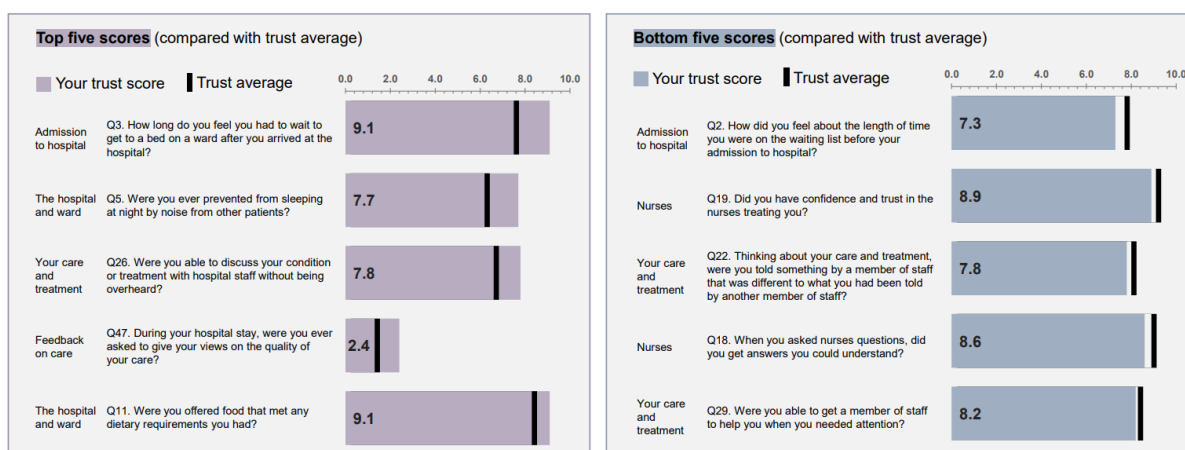 Top five scores (compared with trust average)
Your trust score Trust average
0.0 2.0 4.0 6.0 8.0 10.0
Admission
to hospital
Q3. How long do you feel you had to wait to
get to a bed on a ward after you arrived at the
hospital?
9.1
The hospital
and ward
Q5. Were you ever prevented from sleeping
at night by noise from other patients?
7.7
Your care
and
treatment
Q26. Were you able to discuss your condition
or treatment with hospital staff without being
overheard?
7.8
Feedback
on care
Q47. During your hospital stay, were you ever
asked to give your views on the quality of
your care?
2.4
The hospital
and ward
Q11. Were you offered food that met any
dietary requirements you had?
9.1
Bottom five scores (compared with trust average)
Your trust score Trust average
0.0 2.0 4.0 6.0 8.0 10.0
Admission
to hospital
Q2. How did you feel about the length of time
you were on the waiting list before your
admission to hospital?
7.3
Nurses
Q19. Did you have confidence and trust in the
nurses treating you?
8.9
Your care
and
treatment
Q22. Thinking about your care and treatment,
were you told something by a member of staff
that was different to what you had been told
by another member of staff?
7.8
Nurses
Q18. When you asked nurses questions, did
you get answers you could understand?
8.6
Your care
and
treatment
Q29. Were you able to get a member of staff
to help you when you needed attention?
8.2